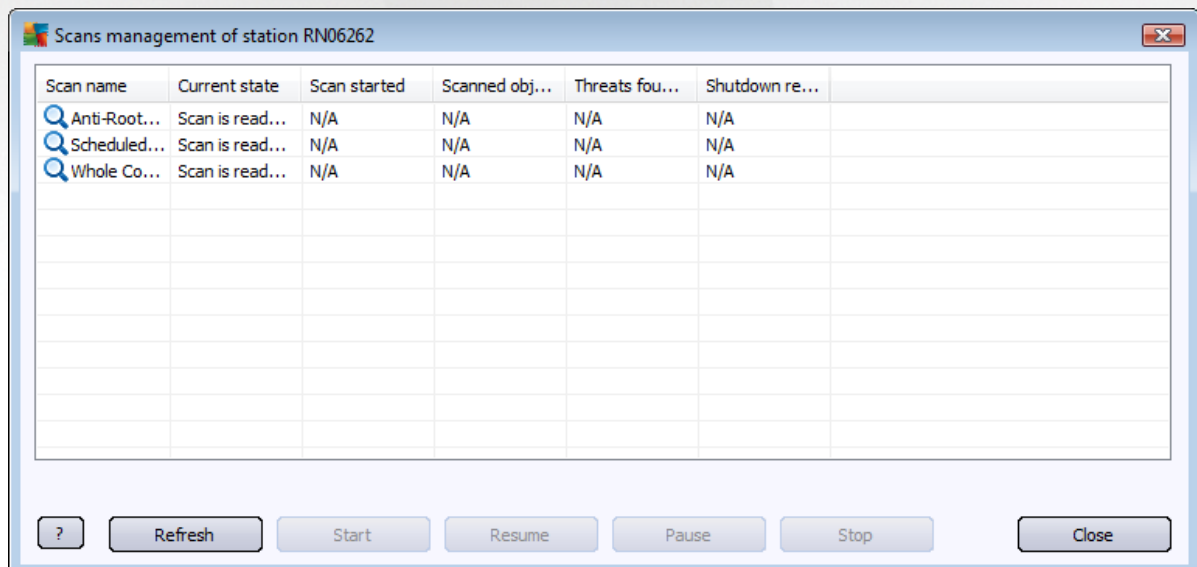 Scans management of station RN06262
Scan name Current state Scan started Scanned obj... Threats fou... Shutdown re...
Anti-Root... Scan is read... N/A N/A N/A N/A
Scheduled... Scan is read... N/A N/A N/A N/A
Whole Co... Scan is read... N/A N/A N/A N/A
? Refresh Start Resume Pause Stop Close